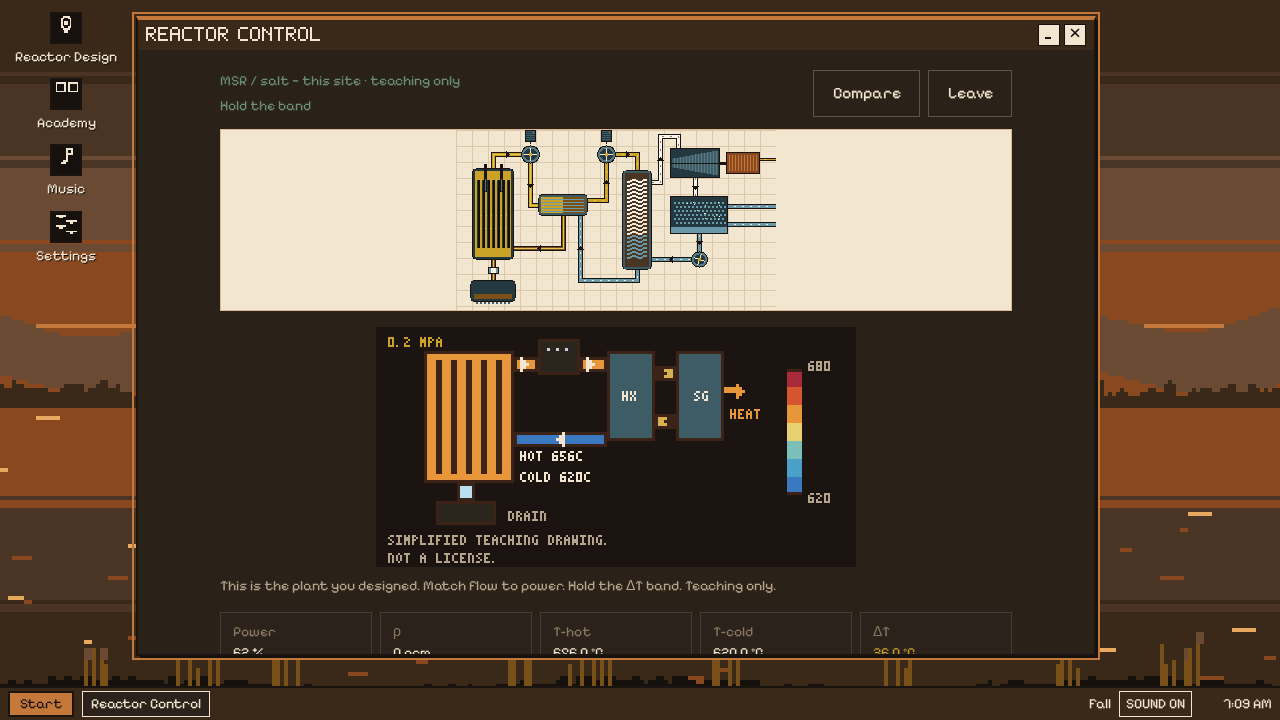 REACTOR CONTROL
Reactor Design
Academy
Music
Settings
MSR / salt - this site · teaching only
Hold the band
Compare
Leave
0.2 MPA
HX
SG
HEAT
680
620
HOT 656C
COLD 620C
DRAIN
SIMPLIFIED TEACHING DRAWING.
NOT A LICENSE.
This is the plant you designed. Match flow to power. Hold the ΔT band. Teaching only.
Power
ρ
T-hot
T-cold
ΔT
Start
Reactor Control
Fall
SOUND ON
7:09 AM